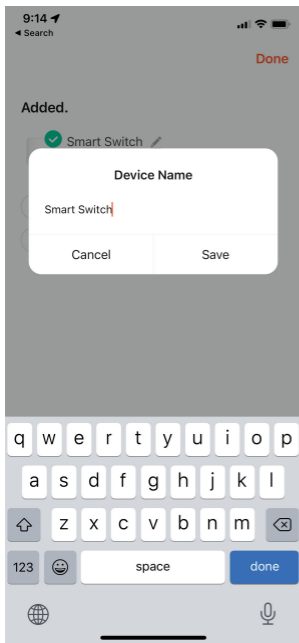 9:14
◀ Search
Done
Added.
Smart Switch
Device Name
Smart Switch
Cancel Save
q w e r t y u i o p
a s d f g h j k l
z x c v b n m
123 space done